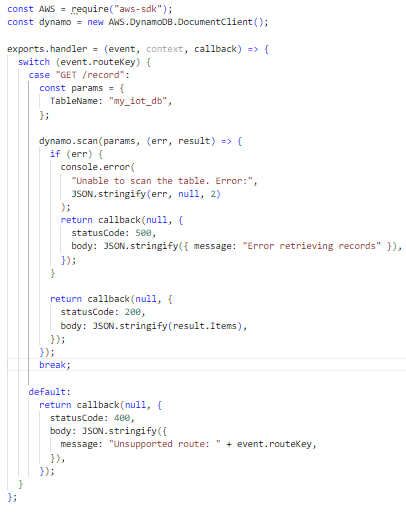 const AWS = require("aws-sdk");
const dynamo = new AWS.DynamoDB.DocumentClient();

exports.handler = (event, context, callback) => {
  switch (event.routeKey) {
    case "GET /record":
      const params = {
        TableName: "my_iot_db",
      };

      dynamo.scan(params, (err, result) => {
        if (err) {
          console.error(
            "Unable to scan the table. Error:",
            JSON.stringify(err, null, 2)
          );
          return callback(null, {
            statusCode: 500,
            body: JSON.stringify({ message: "Error retrieving records" }),
          });
        }

        return callback(null, {
          statusCode: 200,
          body: JSON.stringify(result.Items),
        });
      });
      break;

    default:
      return callback(null, {
        statusCode: 400,
        body: JSON.stringify({
          message: "Unsupported route: " + event.routeKey,
        }),
      });
  }
};